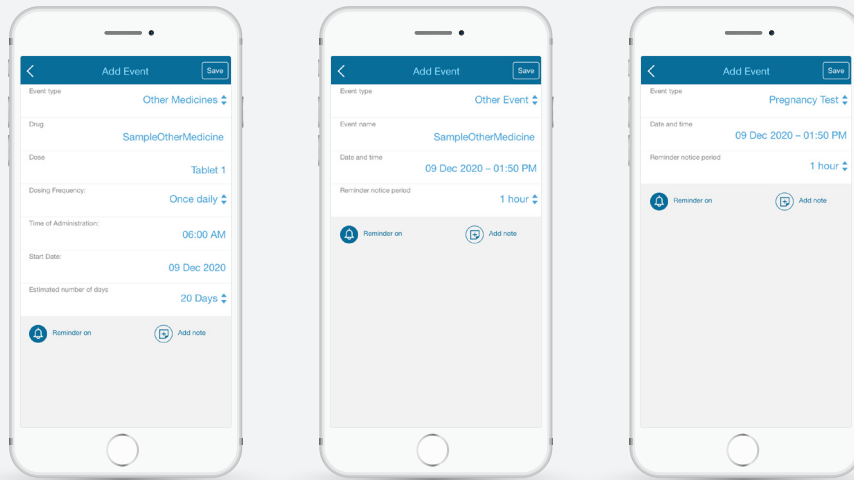 Add Event
Save
Event type
Other Medicines
Drug
SampleOtherMedicine
Dose
Tablet 1
Dosing Frequency:
Once daily
Time of Administration:
06:00 AM
Start Date:
09 Dec 2020
Estimated number of days
20 Days
Reminder on
Add note
Add Event
Save
Event type
Other Event
Event name
SampleOtherMedicine
Date and time
09 Dec 2020 – 01:50 PM
Reminder notice period
1 hour
Reminder on
Add note
Add Event
Save
Event type
Pregnancy Test
Date and time
09 Dec 2020 – 01:50 PM
Reminder notice period
1 hour
Reminder on
Add note